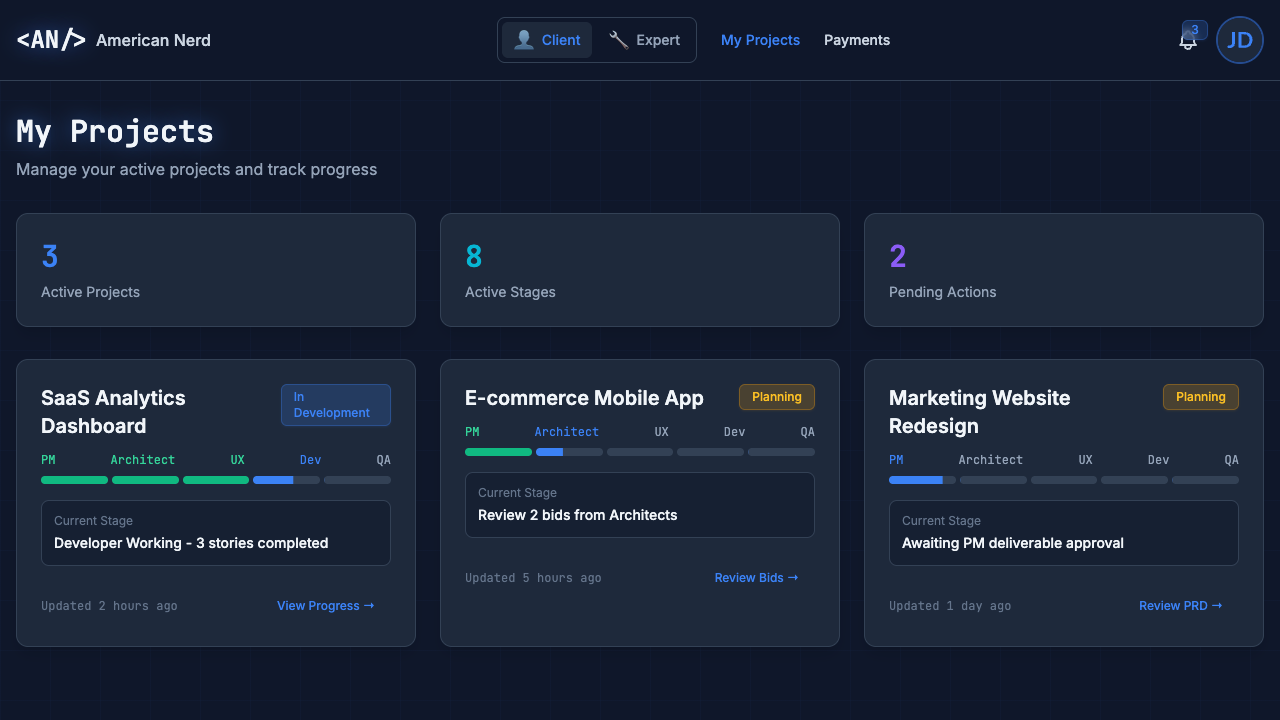 <AN/> American Nerd
Client
Expert
My Projects
Payments
3
JD
My Projects
Manage your active projects and track progress
3
Active Projects
8
Active Stages
2
Pending Actions
SaaS Analytics
Dashboard
In
Development
PM Architect UX Dev QA
Current Stage
Developer Working - 3 stories completed
Updated 2 hours ago
View Progress →
E-commerce Mobile App
Planning
PM Architect UX Dev QA
Current Stage
Review 2 bids from Architects
Updated 5 hours ago
Review Bids →
Marketing Website
Redesign
Planning
PM Architect UX Dev QA
Current Stage
Awaiting PM deliverable approval
Updated 1 day ago
Review PRD →